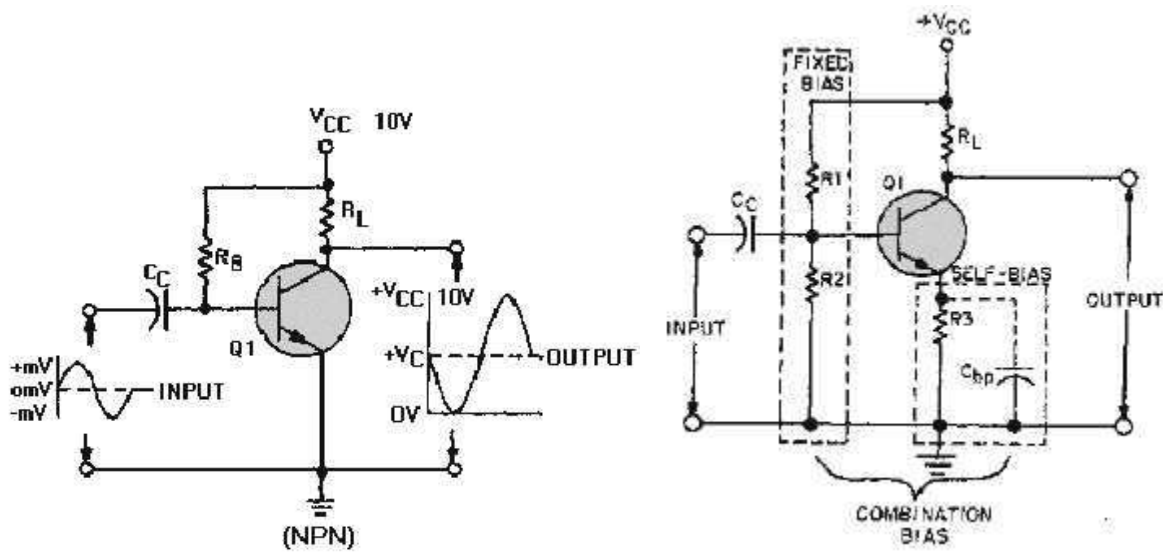 VCC 10V
RL
RB
CC
Q1
+VCC 10V
+VC
OUTPUT
0V
+mV
omV
-mV
INPUT
(NPN)
+VCC
FIXED
BIAS
RL
R1
Q1
CC
R2
SELF-BIAS
R3
Cbp
INPUT
OUTPUT
COMBINATION
BIAS